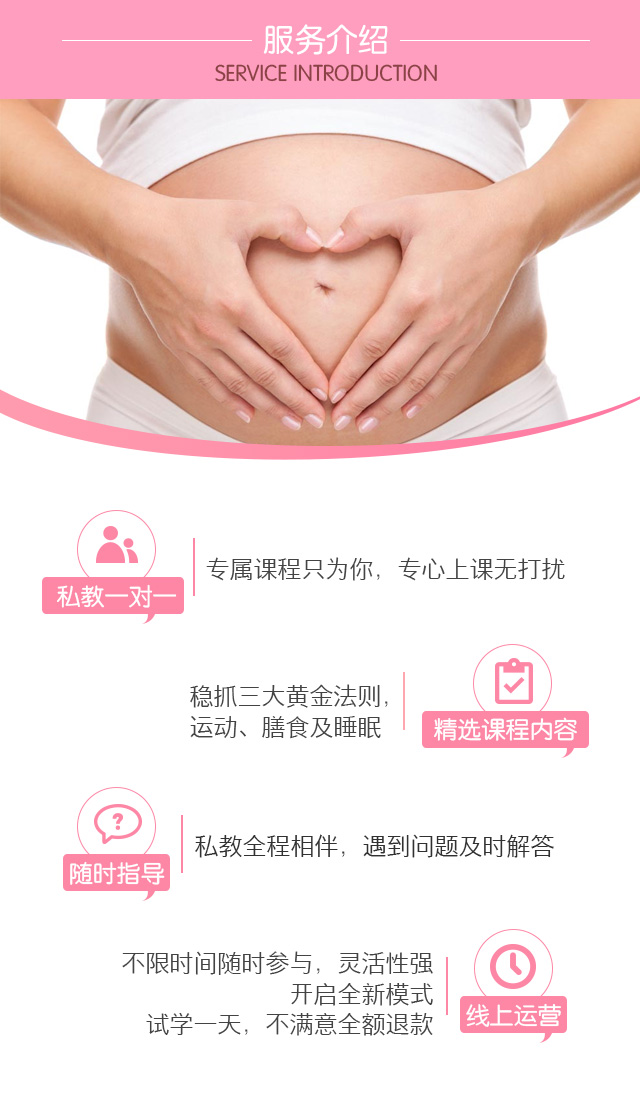 服务介绍
SERVICE INTRODUCTION
私教一对一
专属课程只为你，专心上课无打扰
稳抓三大黄金法则，
运动、膳食及睡眠
精选课程内容
随时指导
私教全程相伴，遇到问题及时解答
不限时间随时参与，灵活性强
开启全新模式
试学一天，不满意全额退款
线上运营